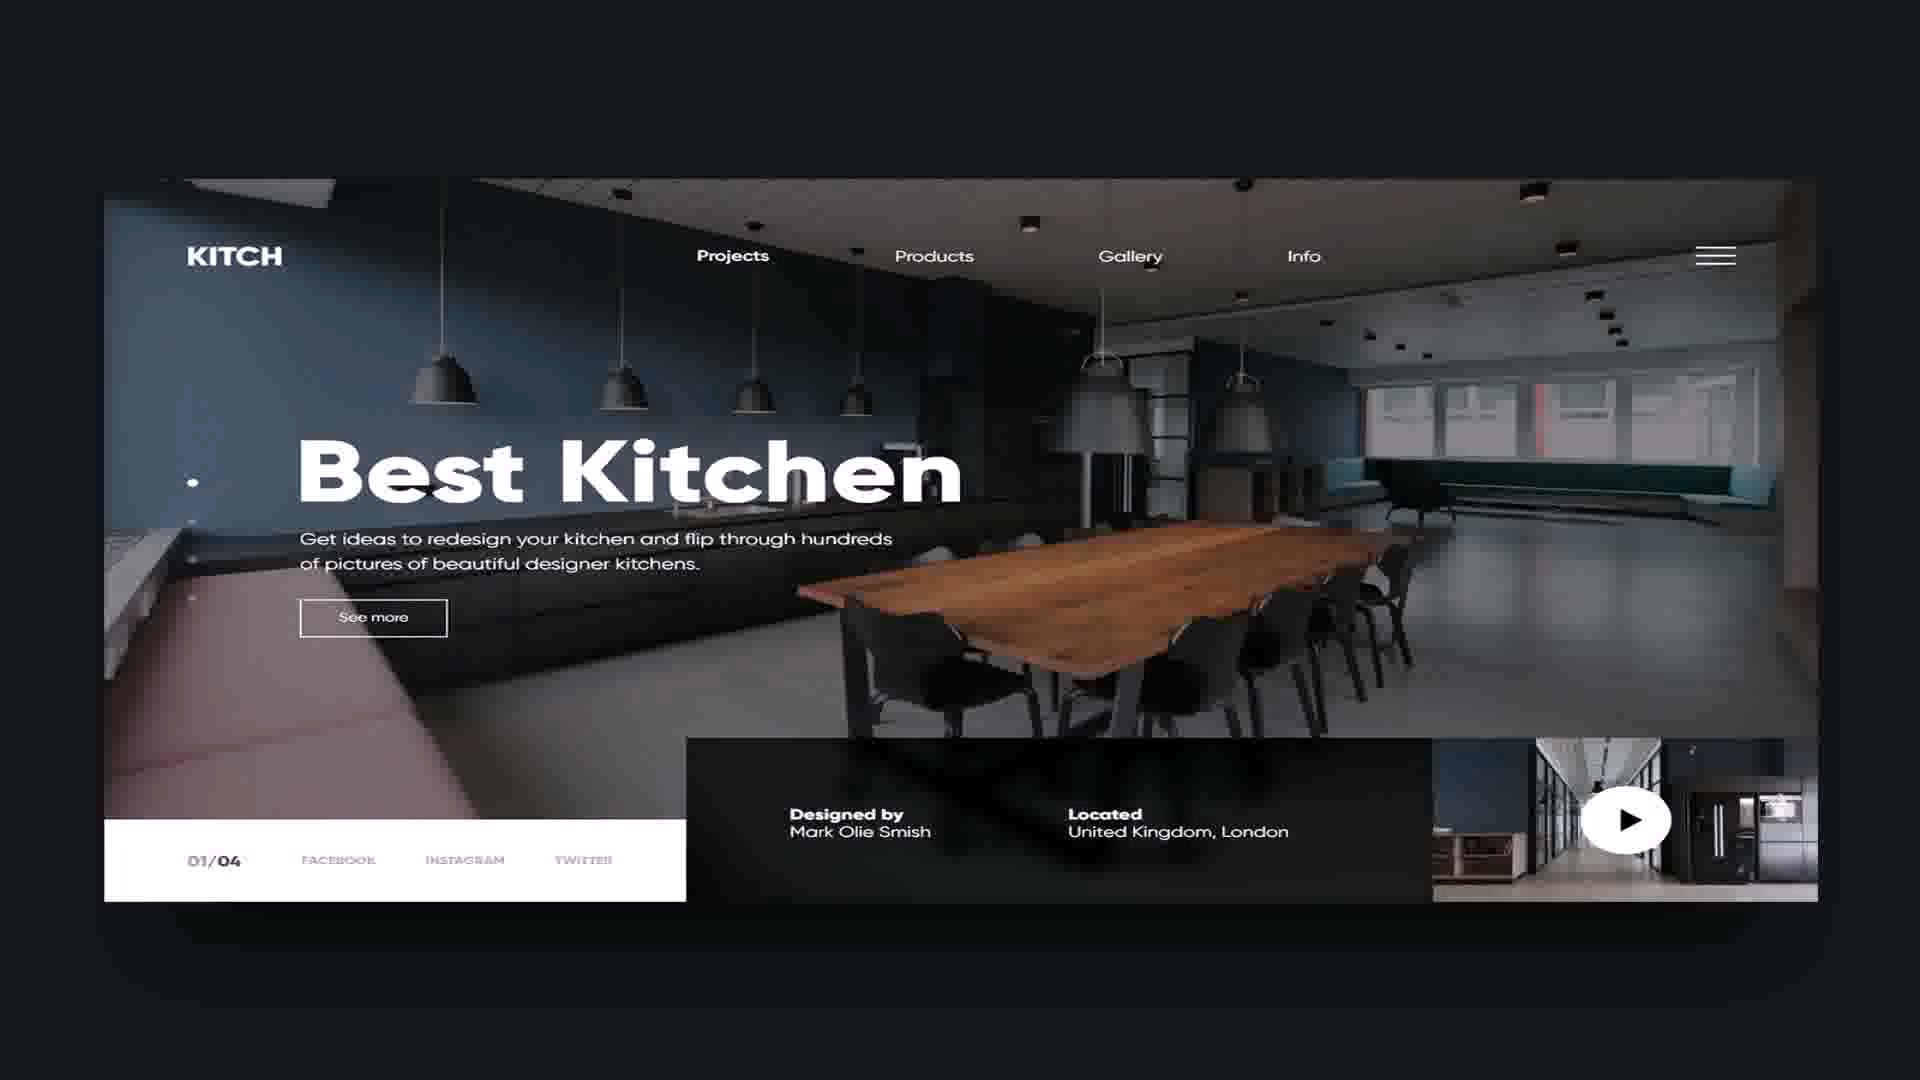 KITCH
Projects
Products
Gallery
Info
Best Kitchen
Get ideas to redesign your kitchen and flip through hundreds
of pictures of beautiful designer kitchens.
See more
Designed by
Mark Olie Smish
Located
United Kingdom, London
01/04
FACEBOOK
INSTAGRAM
TWITTER